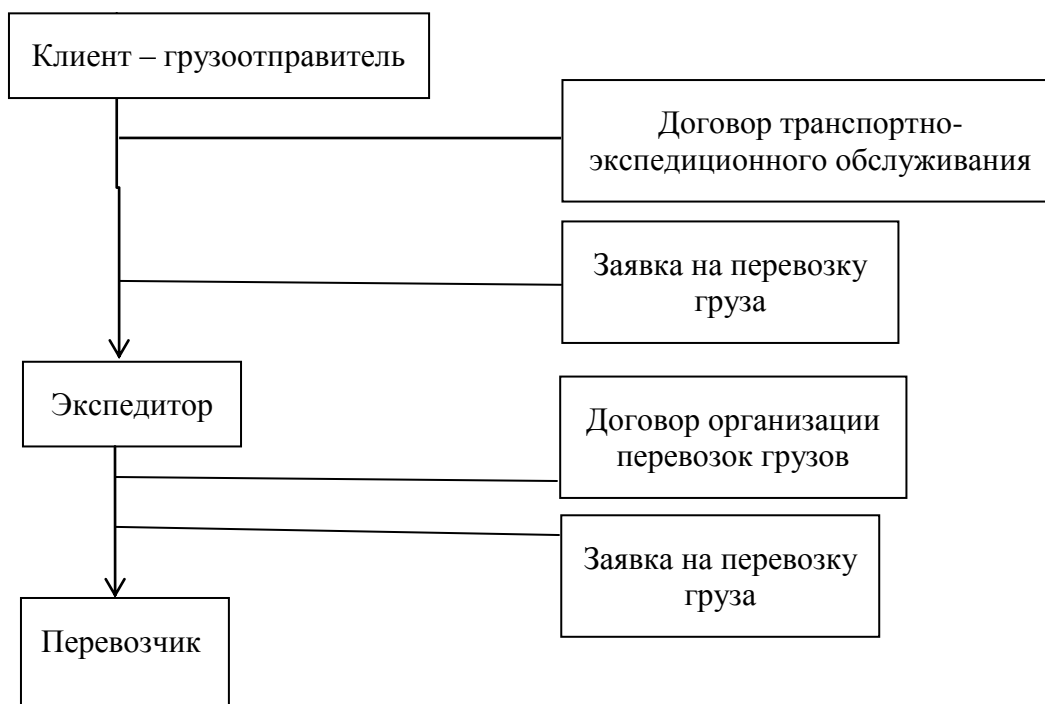 Клиент – грузоотправитель
Договор транспортно-
экспедиционного обслуживания
Заявка на перевозку
груза
Экспедитор
Договор организации
перевозок грузов
Заявка на перевозку
груза
Перевозчик